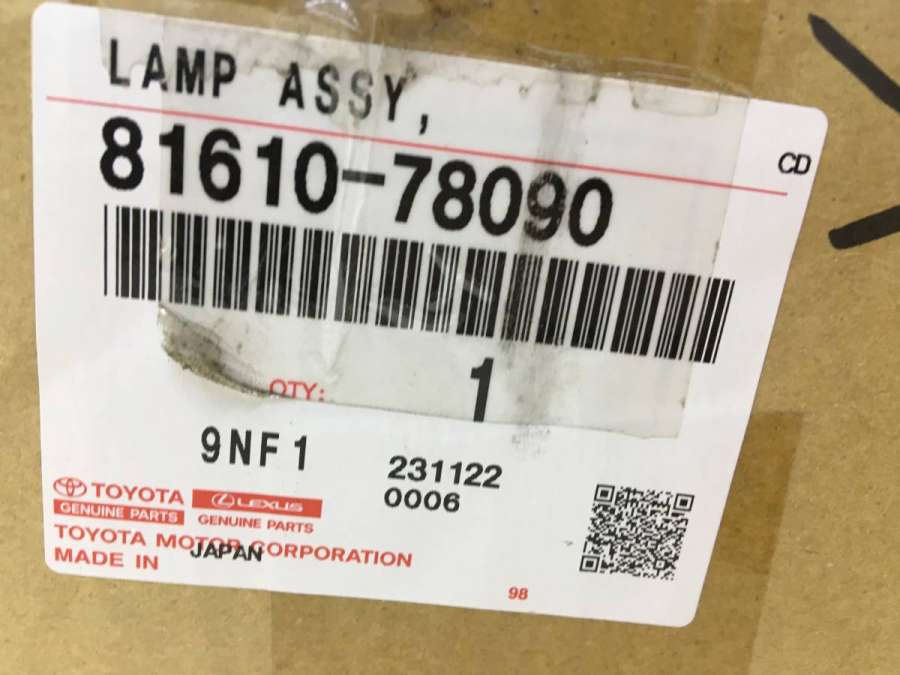 LAMP ASSY,
CD
81610-78090
QTY: 1
9NF1
231122
0006
TOYOTA
GENUINE PARTS
LEXUS
GENUINE PARTS
TOYOTA MOTOR CORPORATION
MADE IN JAPAN
98